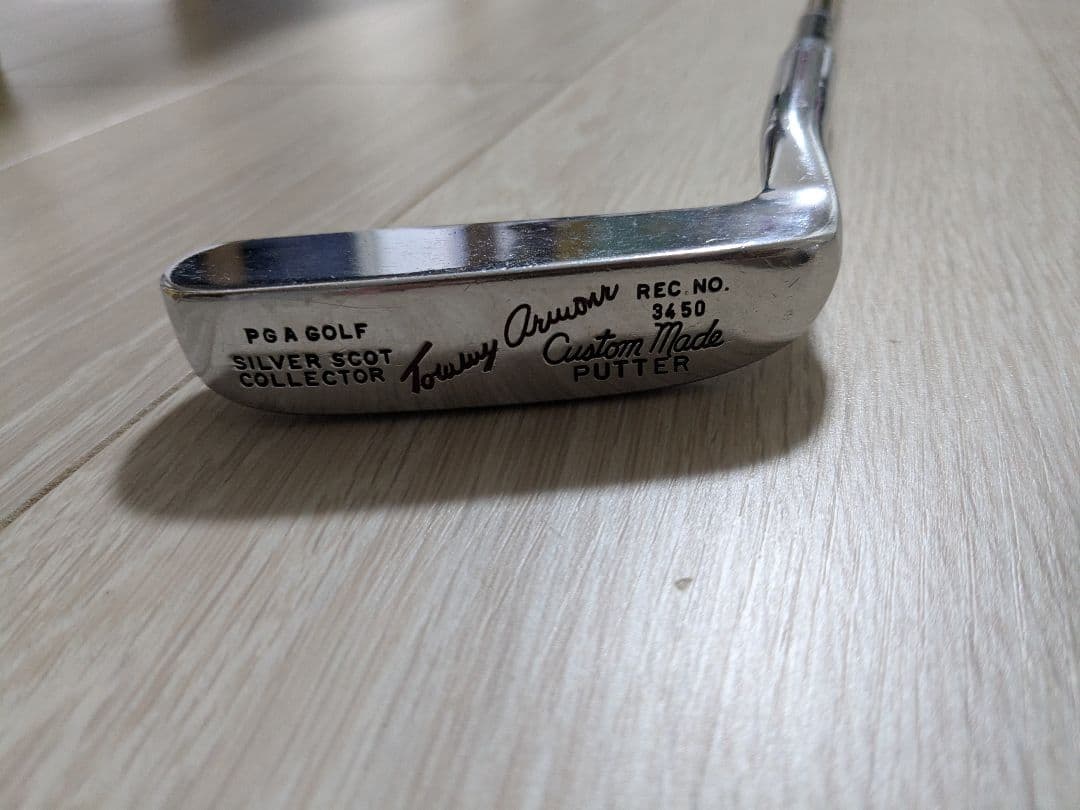 PGA GOLF
SILVER SCOT
COLLECTOR
Tommy Armour
REC. NO.
3450
Custom Made
PUTTER